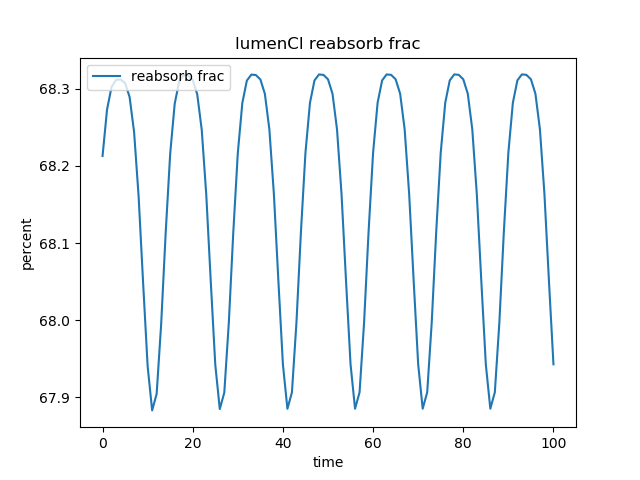 lumenCl reabsorb frac
reabsorb frac
percent
68.3
68.2
68.1
68.0
67.9
0 20 40 60 80 100
time